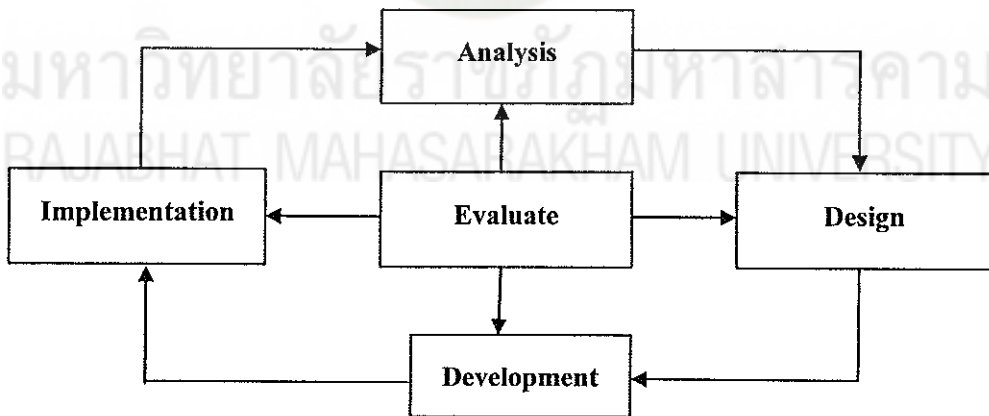 Analysis
มหาวิทยาลัยราชภัฏมหาสารคาม
RAJABHAT MAHASARAKHAM UNIVERSITY
Implementation
Evaluate
Design
Development